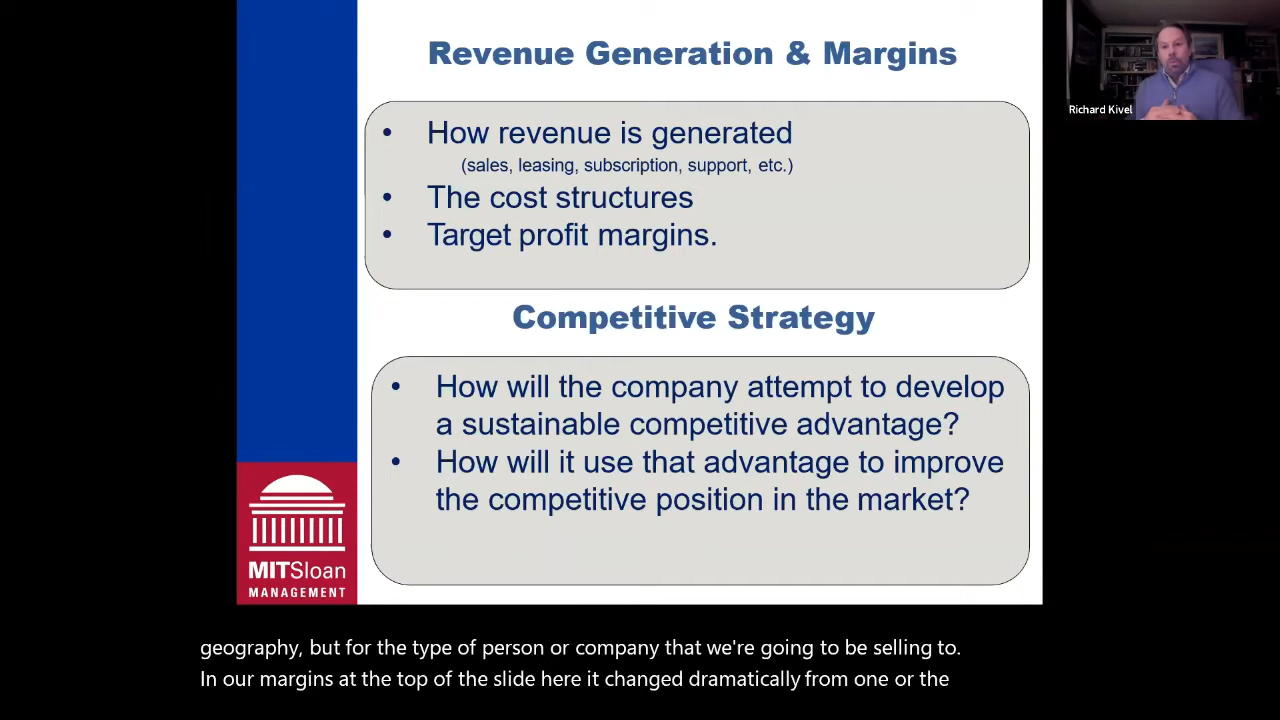 Revenue Generation & Margins
• How revenue is generated
(sales, leasing, subscription, support, etc.)
• The cost structures
• Target profit margins.
Competitive Strategy
• How will the company attempt to develop
a sustainable competitive advantage?
• How will it use that advantage to improve
the competitive position in the market?
MITSloan
MANAGEMENT
Richard Kivel
geography, but for the type of person or company that we're going to be selling to.
In our margins at the top of the slide here it changed dramatically from one or the